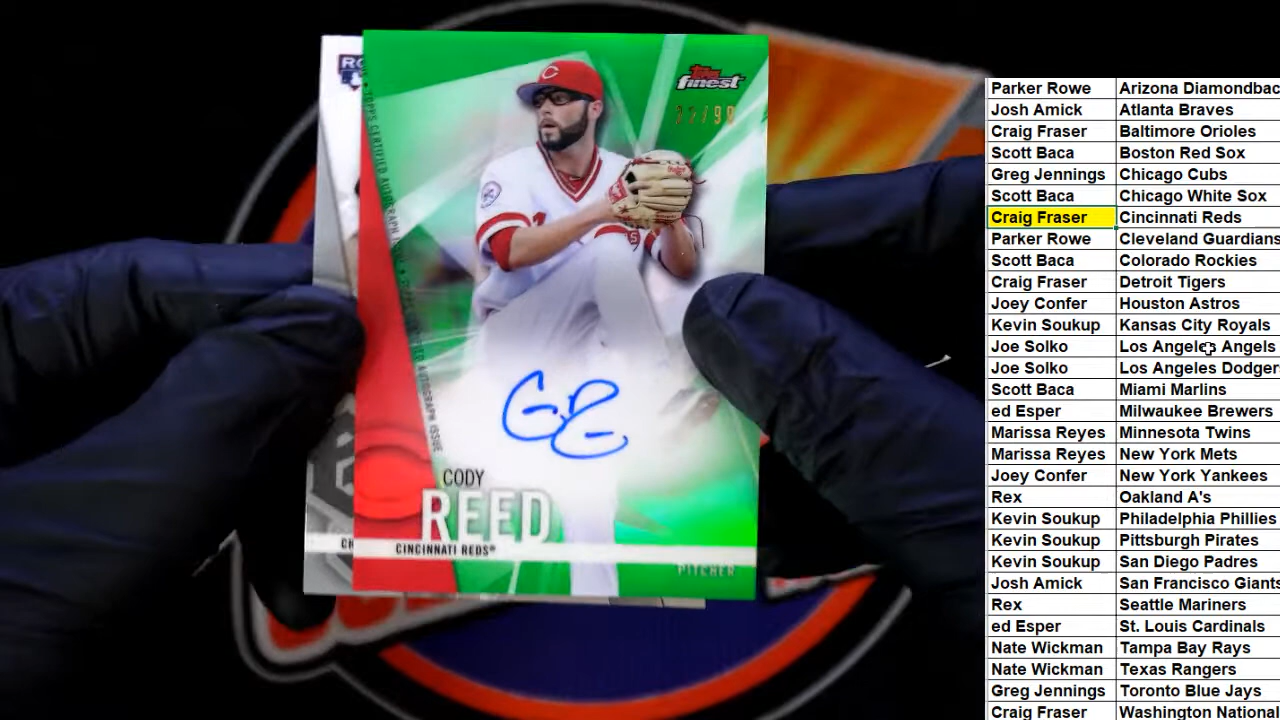 Topps
finest
TOPPS CERTIFIED AUTOGRAPH ISSUE
CODY
REED
CINCINNATI REDS®
PITCHER
Parker Rowe Arizona Diamondbac
Josh Amick Atlanta Braves
Craig Fraser Baltimore Orioles
Scott Baca Boston Red Sox
Greg Jennings Chicago Cubs
Scott Baca Chicago White Sox
Craig Fraser Cincinnati Reds
Parker Rowe Cleveland Guardians
Scott Baca Colorado Rockies
Craig Fraser Detroit Tigers
Joey Confer Houston Astros
Kevin Soukup Kansas City Royals
Joe Solko Los Angeles Angels
Joe Solko Los Angeles Dodgers
Scott Baca Miami Marlins
ed Esper Milwaukee Brewers
Marissa Reyes Minnesota Twins
Marissa Reyes New York Mets
Joey Confer New York Yankees
Rex Oakland A's
Kevin Soukup Philadelphia Phillies
Kevin Soukup Pittsburgh Pirates
Kevin Soukup San Diego Padres
Josh Amick San Francisco Giants
Rex Seattle Mariners
ed Esper St. Louis Cardinals
Nate Wickman Tampa Bay Rays
Nate Wickman Texas Rangers
Greg Jennings Toronto Blue Jays
Craig Fraser Washington National